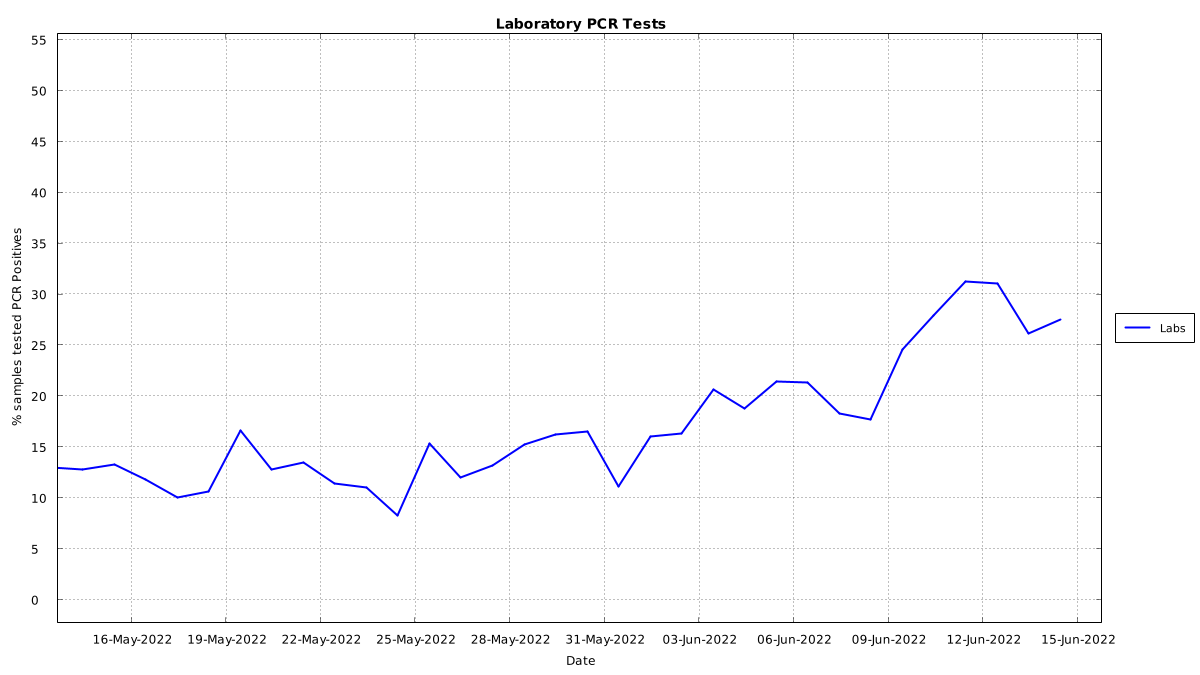 Laboratory PCR Tests
55
50
45
40
35
30
25
20
15
10
5
0
% samples tested PCR Positives
16-May-2022 19-May-2022 22-May-2022 25-May-2022 28-May-2022 31-May-2022 03-Jun-2022 06-Jun-2022 09-Jun-2022 12-Jun-2022 15-Jun-2022
Date
Labs